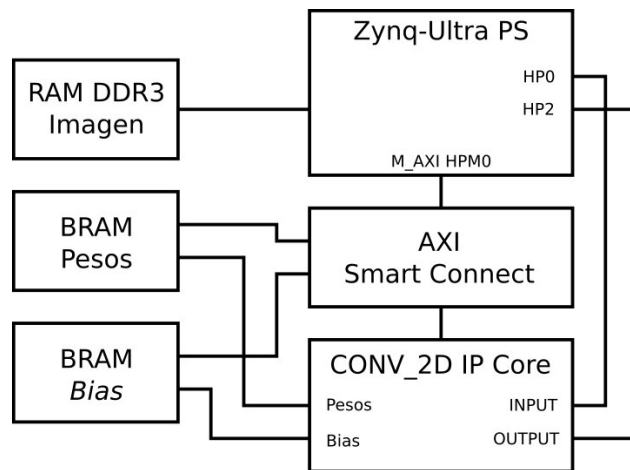 Zynq-Ultra PS
HP0
HP2
M_AXI HPM0
RAM DDR3
Imagen
BRAM
Pesos
AXI
Smart Connect
BRAM
Bias
CONV_2D IP Core
Pesos
INPUT
Bias
OUTPUT